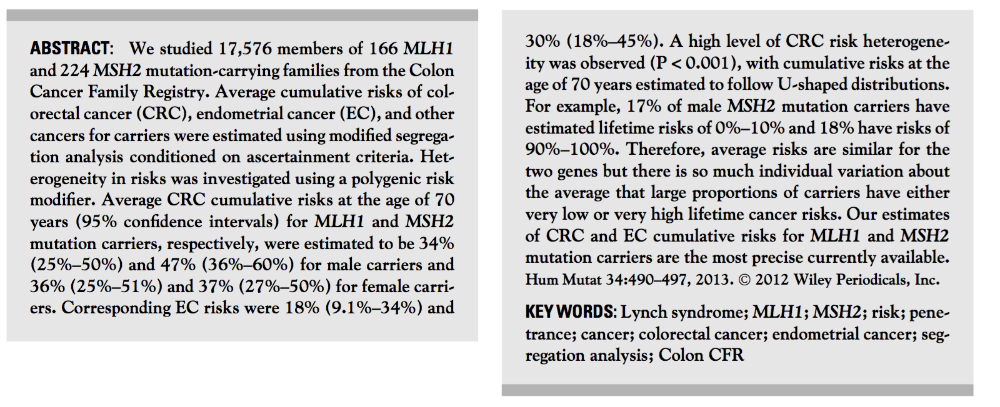 ABSTRACT: We studied 17,576 members of 166 MLH1
and 224 MSH2 mutation-carrying families from the Colon
Cancer Family Registry. Average cumulative risks of col-
orectal cancer (CRC), endometrial cancer (EC), and other
cancers for carriers were estimated using modified segrega-
tion analysis conditioned on ascertainment criteria. Het-
erogeneity in risks was investigated using a polygenic risk
modifier. Average CRC cumulative risks at the age of 70
years (95% confidence intervals) for MLH1 and MSH2
mutation carriers, respectively, were estimated to be 34%
(25%–50%) and 47% (36%–60%) for male carriers and
36% (25%–51%) and 37% (27%–50%) for female carri-
ers. Corresponding EC risks were 18% (9.1%–34%) and
30% (18%–45%). A high level of CRC risk heterogene-
ity was observed (P < 0.001), with cumulative risks at the
age of 70 years estimated to follow U-shaped distributions.
For example, 17% of male MSH2 mutation carriers have
estimated lifetime risks of 0%–10% and 18% have risks of
90%–100%. Therefore, average risks are similar for the
two genes but there is so much individual variation about
the average that large proportions of carriers have either
very low or very high lifetime cancer risks. Our estimates
of CRC and EC cumulative risks for MLH1 and MSH2
mutation carriers are the most precise currently available.
Hum Mutat 34:490–497, 2013. © 2012 Wiley Periodicals, Inc.
KEY WORDS: Lynch syndrome; MLH1; MSH2; risk; pene-
trance; cancer; colorectal cancer; endometrial cancer; seg-
regation analysis; Colon CFR